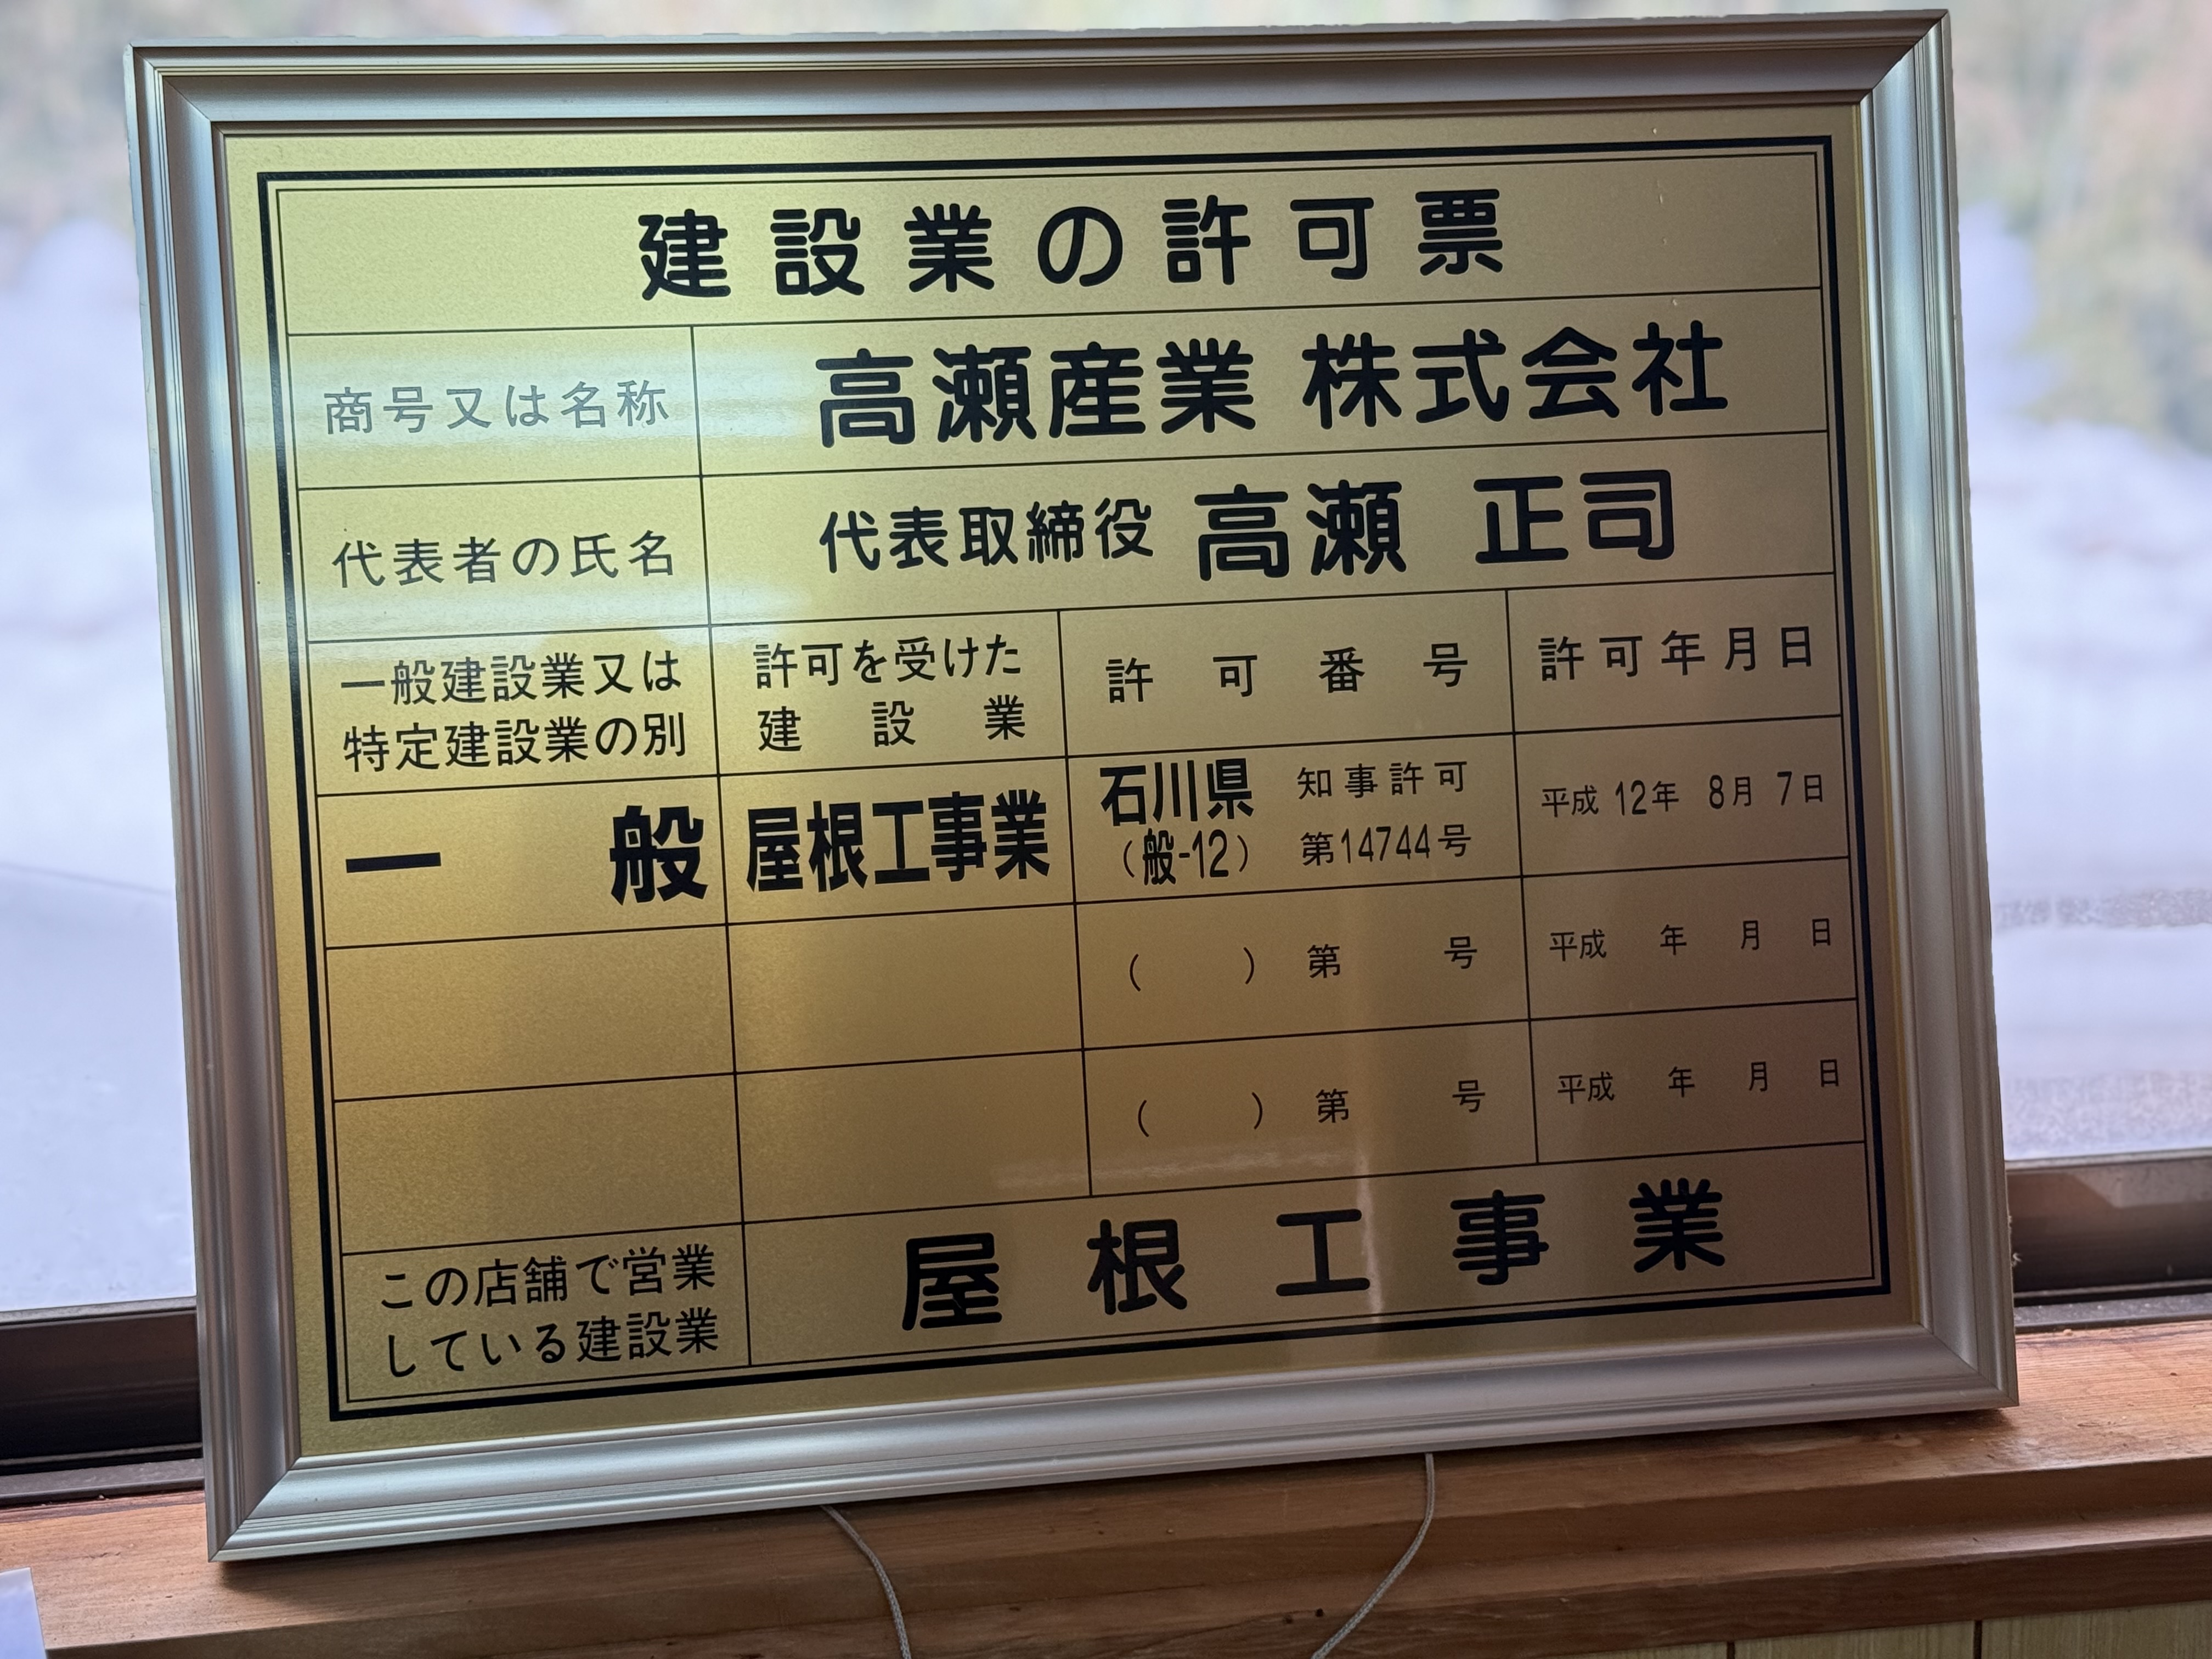 建設業の許可票
商号又は名称
高瀬産業 株式会社
代表者の氏名
代表取締役 高瀬 正司
一般建設業又は
特定建設業の別
許可を受けた
建設業
許可番号
許可年月日
一般
屋根工事業
石川県 知事許可
(般-12) 第14744号
平成 12年 8月 7日
( ) 第 号
平成 年 月 日
( ) 第 号
平成 年 月 日
この店舗で営業
している建設業
屋根工事業